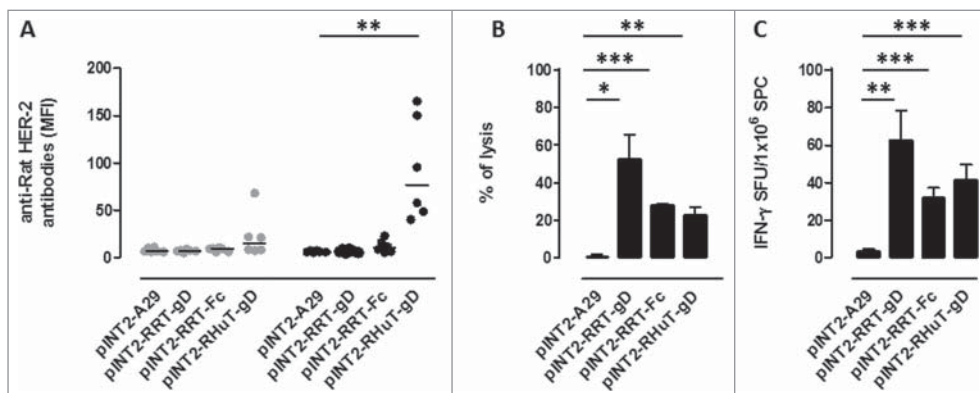 A
**
200
150
100
50
0
anti-Rat HER-2
antibodies (MFI)
pINT2-A29
pINT2-RRT-gD
pINT2-RRT-Fc
pINT2-RHuT-gD
pINT2-A29
pINT2-RRT-gD
pINT2-RRT-Fc
pINT2-RHuT-gD
B
**
***
*
100
80
60
40
20
0
% of lysis
pINT2-A29
pINT2-RRT-gD
pINT2-RRT-Fc
pINT2-RHuT-gD
C
***
***
**
100
80
60
40
20
0
IFN-γ SFU/1x10⁶ SPC
pINT2-A29
pINT2-RRT-gD
pINT2-RRT-Fc
pINT2-RHuT-gD